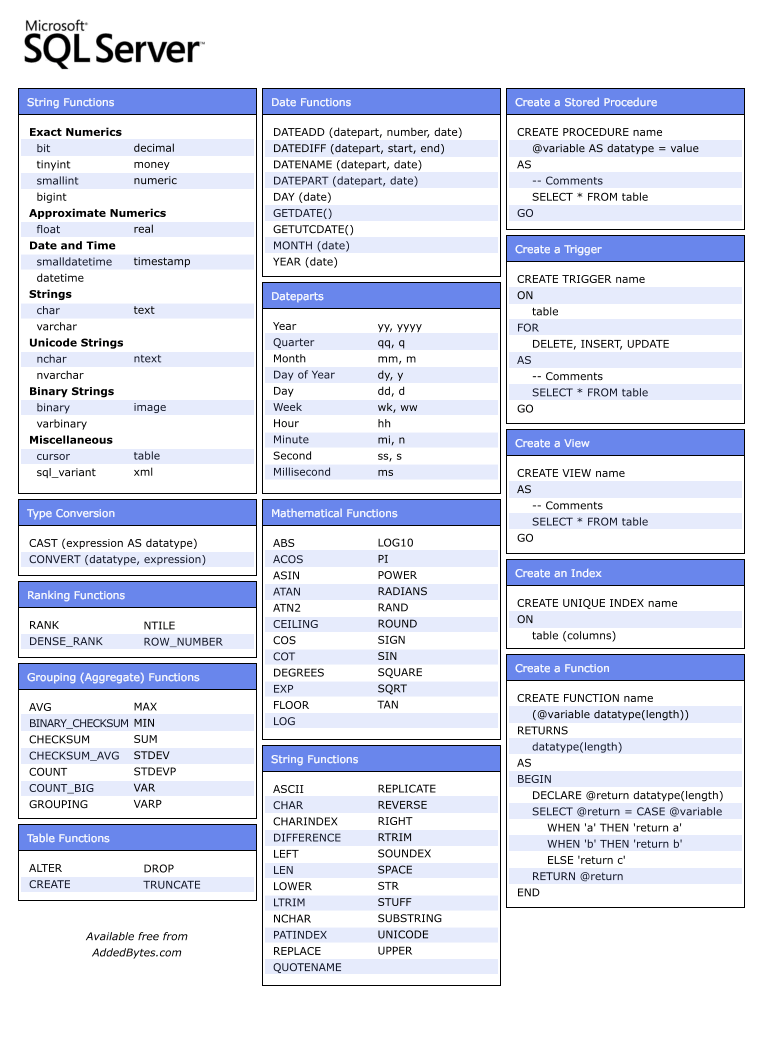 Microsoft®
SQL Server™
String Functions
Exact Numerics
bit decimal
tinyint money
smallint numeric
bigint
Approximate Numerics
float real
Date and Time
smalldatetime timestamp
datetime
Strings
char text
varchar
Unicode Strings
nchar ntext
nvarchar
Binary Strings
binary image
varbinary
Miscellaneous
cursor table
sql_variant xml
Type Conversion
CAST (expression AS datatype)
CONVERT (datatype, expression)
Ranking Functions
RANK NTILE
DENSE_RANK ROW_NUMBER
Grouping (Aggregate) Functions
AVG MAX
BINARY_CHECKSUM MIN
CHECKSUM SUM
CHECKSUM_AVG STDEV
COUNT STDEVP
COUNT_BIG VAR
GROUPING VARP
Table Functions
ALTER DROP
CREATE TRUNCATE
Available free from
AddedBytes.com
Date Functions
DATEADD (datepart, number, date)
DATEDIFF (datepart, start, end)
DATENAME (datepart, date)
DATEPART (datepart, date)
DAY (date)
GETDATE()
GETUTCDATE()
MONTH (date)
YEAR (date)
Dateparts
Year yy, yyyy
Quarter qq, q
Month mm, m
Day of Year dy, y
Day dd, d
Week wk, ww
Hour hh
Minute mi, n
Second ss, s
Millisecond ms
Mathematical Functions
ABS LOG10
ACOS PI
ASIN POWER
ATAN RADIANS
ATN2 RAND
CEILING ROUND
COS SIGN
COT SIN
DEGREES SQUARE
EXP SQRT
FLOOR TAN
LOG
String Functions
ASCII REPLICATE
CHAR REVERSE
CHARINDEX RIGHT
DIFFERENCE RTRIM
LEFT SOUNDEX
LEN SPACE
LOWER STR
LTRIM STUFF
NCHAR SUBSTRING
PATINDEX UNICODE
REPLACE UPPER
QUOTENAME
Create a Stored Procedure
CREATE PROCEDURE name
@variable AS datatype = value
AS
-- Comments
SELECT * FROM table
GO
Create a Trigger
CREATE TRIGGER name
ON
table
FOR
DELETE, INSERT, UPDATE
AS
-- Comments
SELECT * FROM table
GO
Create a View
CREATE VIEW name
AS
-- Comments
SELECT * FROM table
GO
Create an Index
CREATE UNIQUE INDEX name
ON
table (columns)
Create a Function
CREATE FUNCTION name
(@variable datatype(length))
RETURNS
datatype(length)
AS
BEGIN
DECLARE @return datatype(length)
SELECT @return = CASE @variable
WHEN 'a' THEN 'return a'
WHEN 'b' THEN 'return b'
ELSE 'return c'
RETURN @return
END